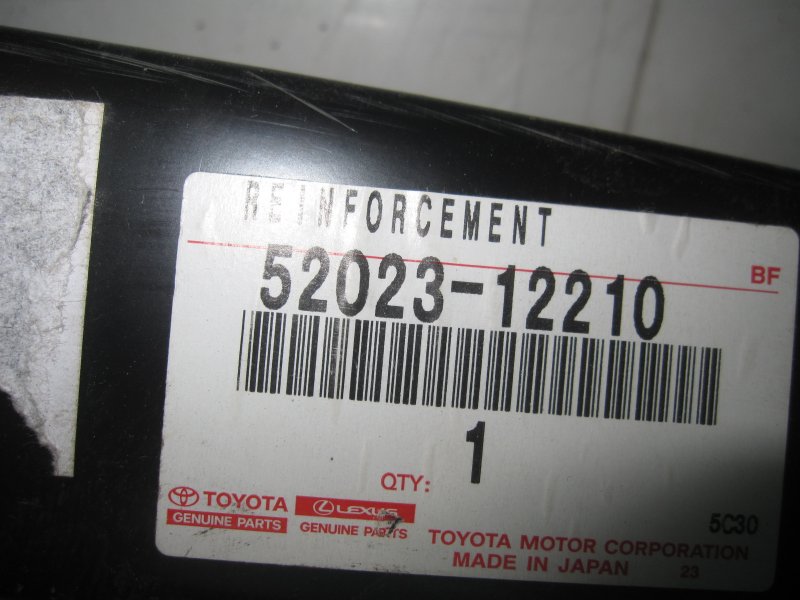 REINFORCEMENT
BF
52023-12210
1
QTY:
5C30
TOYOTA
GENUINE PARTS
LEXUS
GENUINE PARTS
TOYOTA MOTOR CORPORATION
MADE IN JAPAN 23